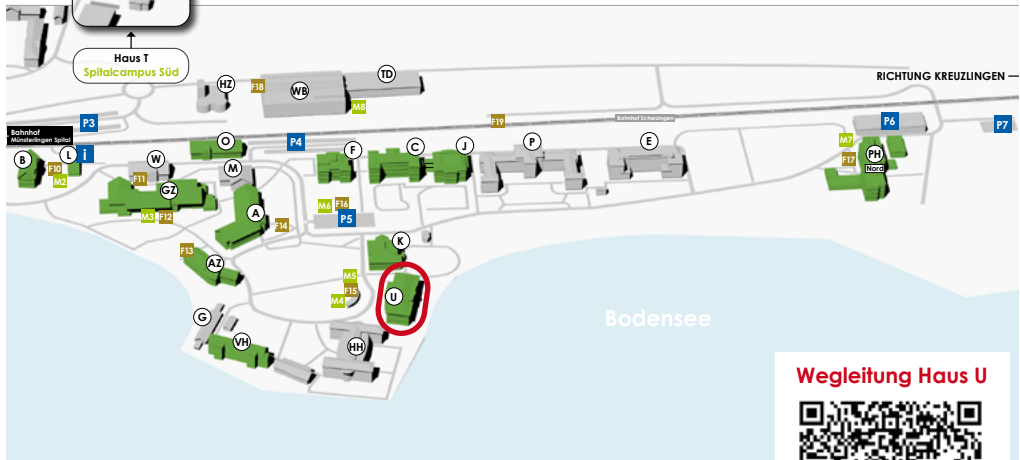 Haus T
Spitalcampus Süd
HZ
F18
WB
TD
M8
RICHTUNG KREUZLINGEN
P3
F19
Bahnhof Scherzingen
P6
P7
Bahnhof
Münsterlingen Spital
O
P4
M7
B
L
i
F10
M2
W
F11
M
F
C
J
P
E
F17
PH
Nord
GZ
M3
F12
A
F14
M6
F16
P5
F13
AZ
K
M5
F15
M4
U
G
VH
HH
Bodensee
Wegleitung Haus U